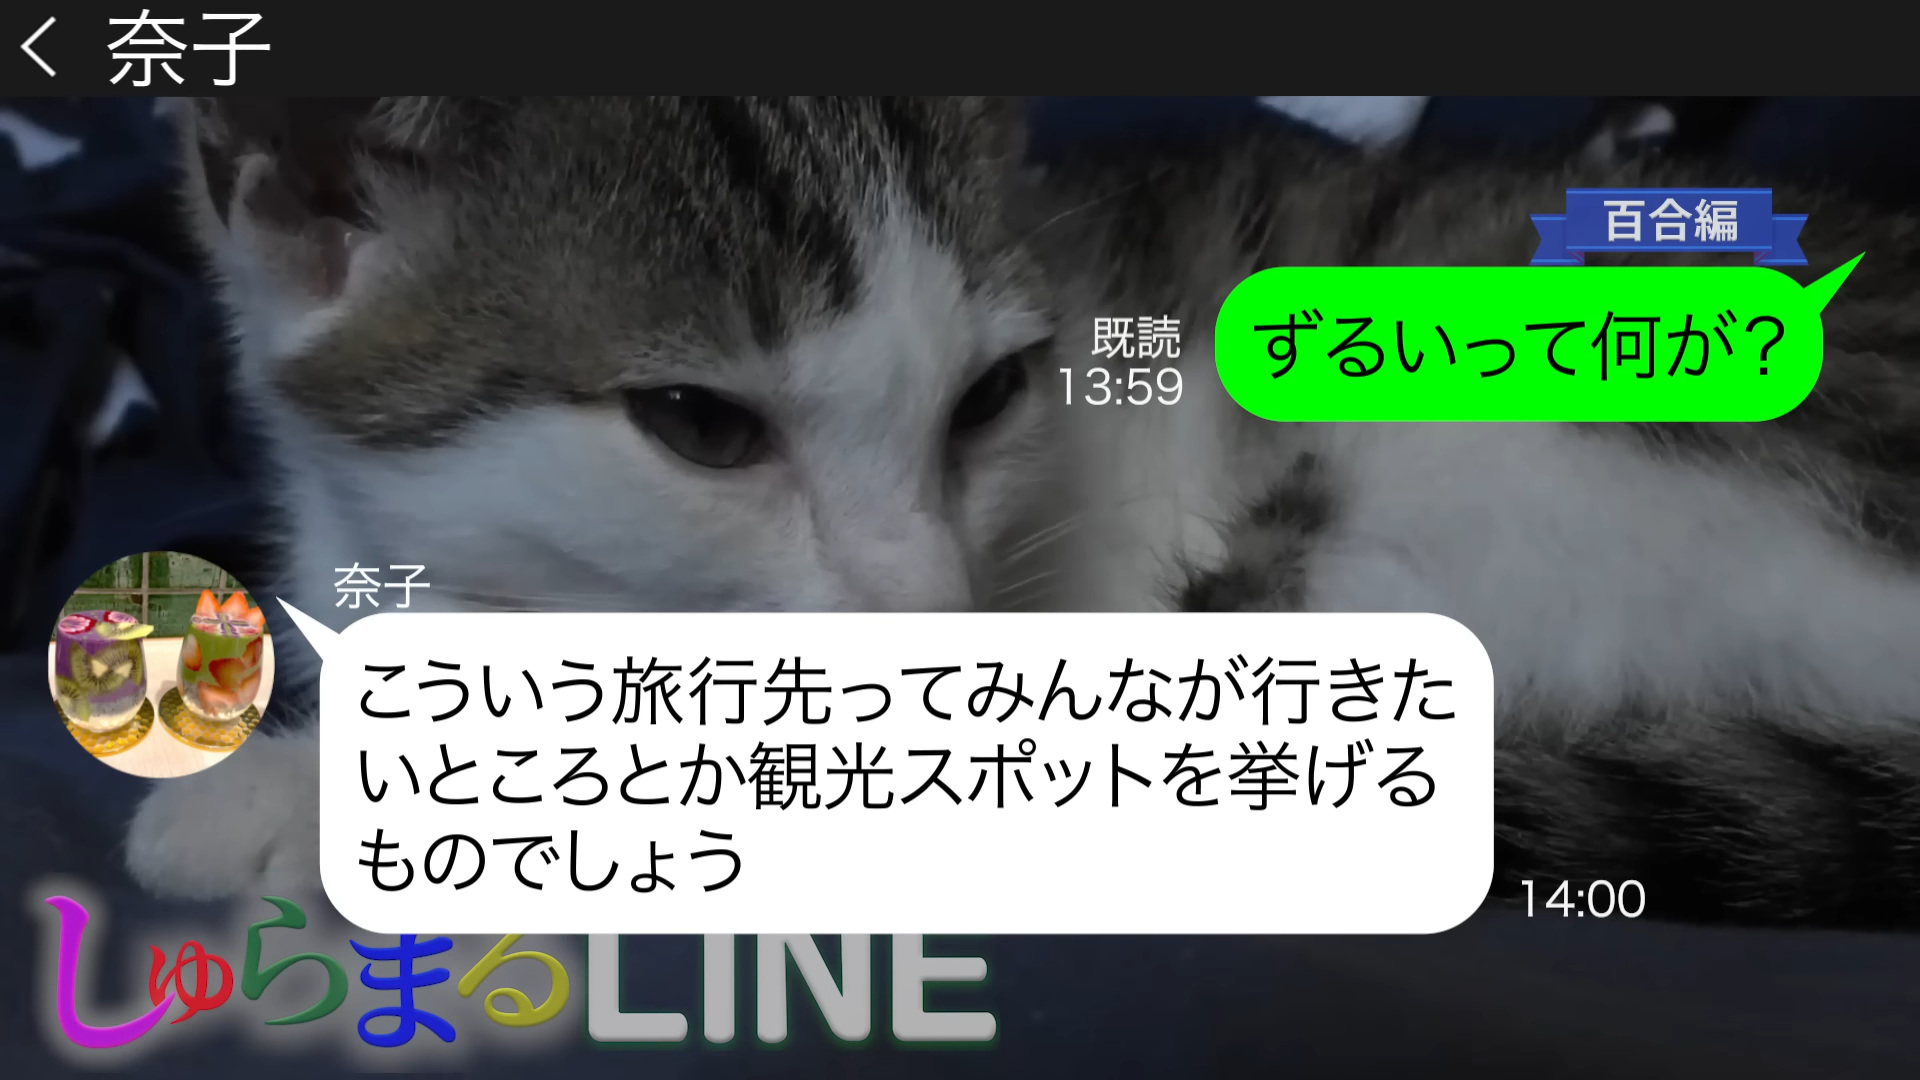 奈子
百合編
ずるいって何が？
既読
13:59
奈子
こういう旅行先ってみんなが行きた
いところとか観光スポットを挙げる
ものでしょう
14:00
しゅらまるLINE